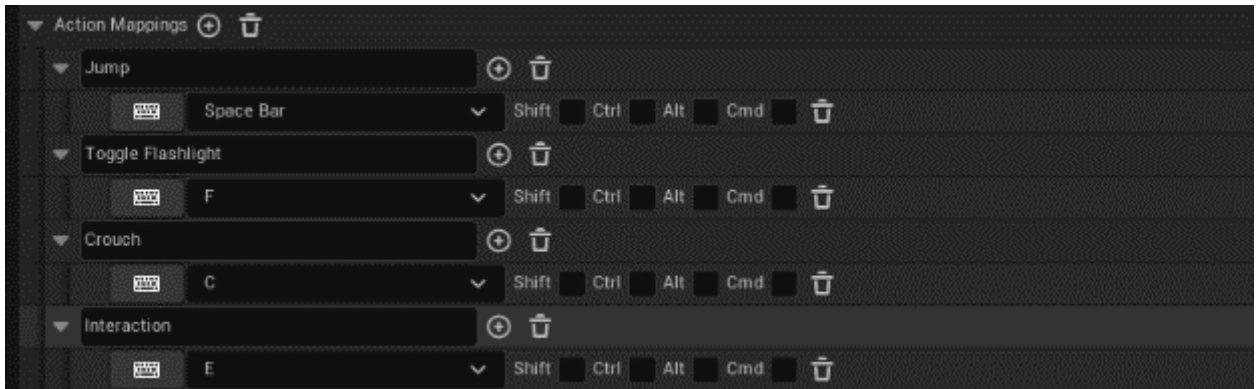 Action Mappings
Jump
Space Bar Shift Ctrl Alt Cmd
Toggle Flashlight
F Shift Ctrl Alt Cmd
Crouch
C Shift Ctrl Alt Cmd
Interaction
E Shift Ctrl Alt Cmd